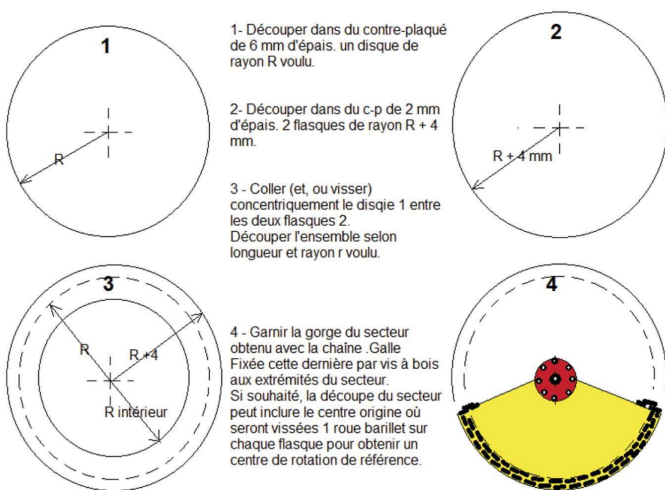 1
1- Découper dans du contre-plaqué
de 6 mm d'épais. un disque de
rayon R voulu.
2
R
2- Découper dans du c-p de 2 mm
d'épais. 2 flasques de rayon R + 4
mm.
R + 4 mm
3 - Coller (et, ou visser)
concentriquement le disqie 1 entre
les deux flasques 2.
Découper l'ensemble selon
longueur et rayon r voulu.
3
R
R +4
R intérieur
4 - Garnir la gorge du secteur
obtenu avec la chaîne .Galle
Fixée cette dernière par vis à bois
aux extrémités du secteur.
Si souhaité, la découpe du secteur
peut inclure le centre origine où
seront vissées 1 roue barillet sur
chaque flasque pour obtenir un
centre de rotation de référence.
4